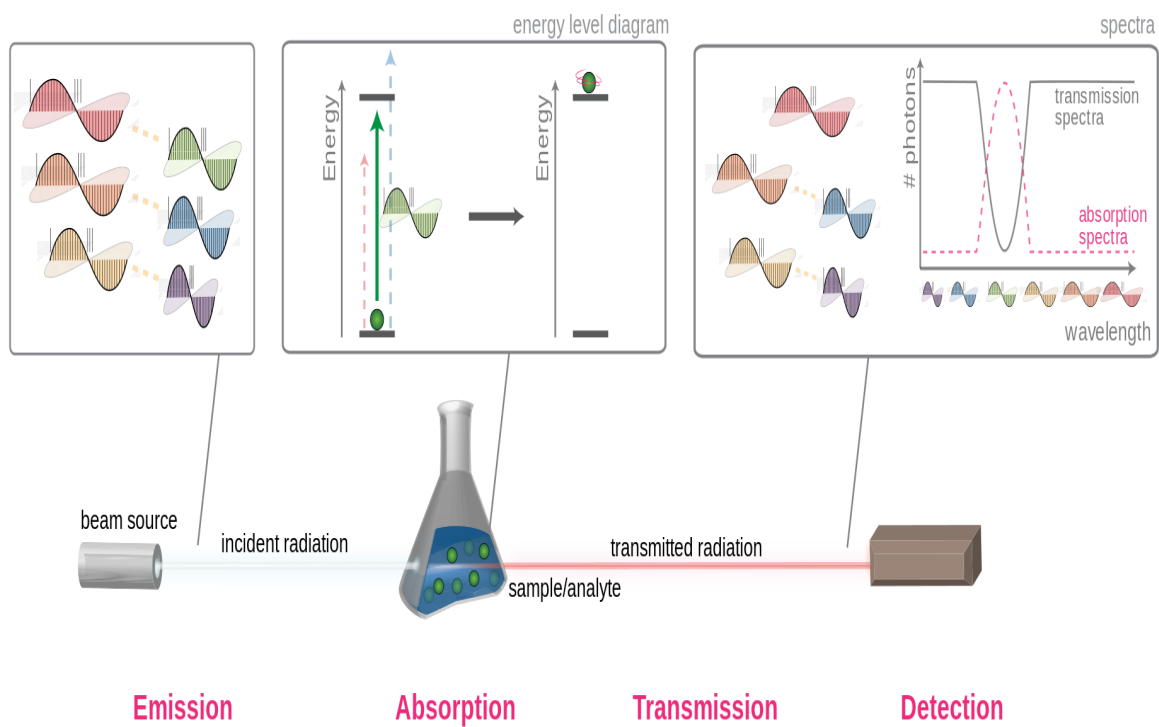 energy level diagram
spectra
Energy
Energy
# photons
transmission
spectra
absorption
spectra
wavelength
beam source
incident radiation
transmitted radiation
sample/analyte
Emission
Absorption
Transmission
Detection